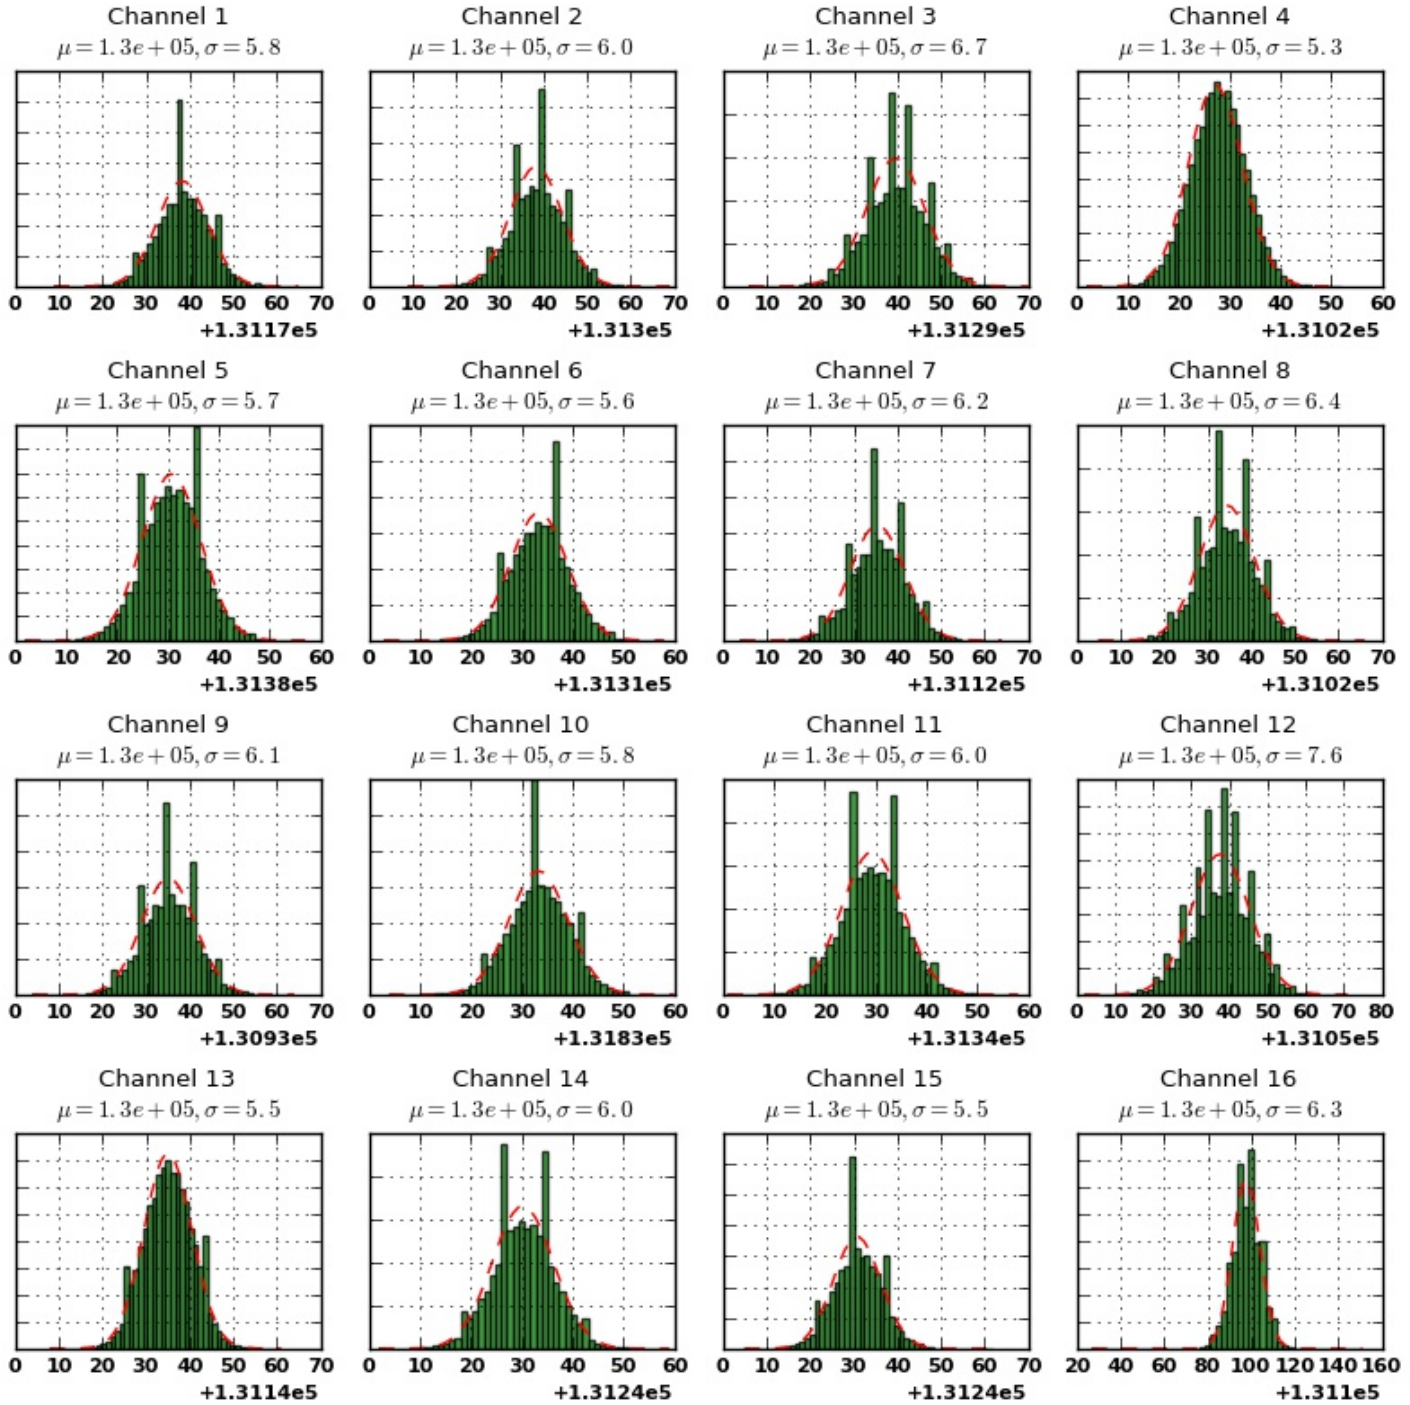 Channel 1 Channel 2 Channel 3 Channel 4
μ = 1.3e + 05, σ = 5.8 μ = 1.3e + 05, σ = 6.0 μ = 1.3e + 05, σ = 6.7 μ = 1.3e + 05, σ = 5.3
0 10 20 30 40 50 60 70 0 10 20 30 40 50 60 70 0 10 20 30 40 50 60 70 0 10 20 30 40 50 60
+1.3117e5 +1.313e5 +1.3129e5 +1.3102e5
Channel 5 Channel 6 Channel 7 Channel 8
μ = 1.3e + 05, σ = 5.7 μ = 1.3e + 05, σ = 5.6 μ = 1.3e + 05, σ = 6.2 μ = 1.3e + 05, σ = 6.4
0 10 20 30 40 50 60 0 10 20 30 40 50 60 0 10 20 30 40 50 60 70 0 10 20 30 40 50 60 70
+1.3138e5 +1.3131e5 +1.3112e5 +1.3102e5
Channel 9 Channel 10 Channel 11 Channel 12
μ = 1.3e + 05, σ = 6.1 μ = 1.3e + 05, σ = 5.8 μ = 1.3e + 05, σ = 6.0 μ = 1.3e + 05, σ = 7.6
0 10 20 30 40 50 60 70 0 10 20 30 40 50 60 0 10 20 30 40 50 60 0 10 20 30 40 50 60 70 80
+1.3093e5 +1.3183e5 +1.3134e5 +1.3105e5
Channel 13 Channel 14 Channel 15 Channel 16
μ = 1.3e + 05, σ = 5.5 μ = 1.3e + 05, σ = 6.0 μ = 1.3e + 05, σ = 5.5 μ = 1.3e + 05, σ = 6.3
0 10 20 30 40 50 60 70 0 10 20 30 40 50 60 0 10 20 30 40 50 60 70 20 40 60 80 100 120 140 160
+1.3114e5 +1.3124e5 +1.3124e5 +1.311e5